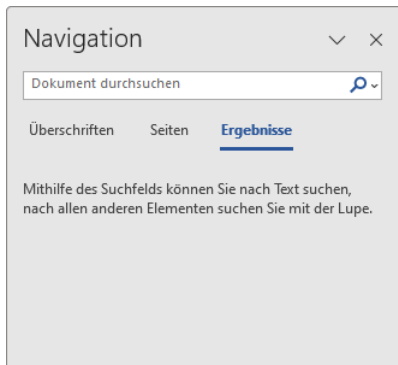 Navigation
Dokument durchsuchen
Überschriften Seiten Ergebnisse
Mithilfe des Suchfelds können Sie nach Text suchen,
nach allen anderen Elementen suchen Sie mit der Lupe.